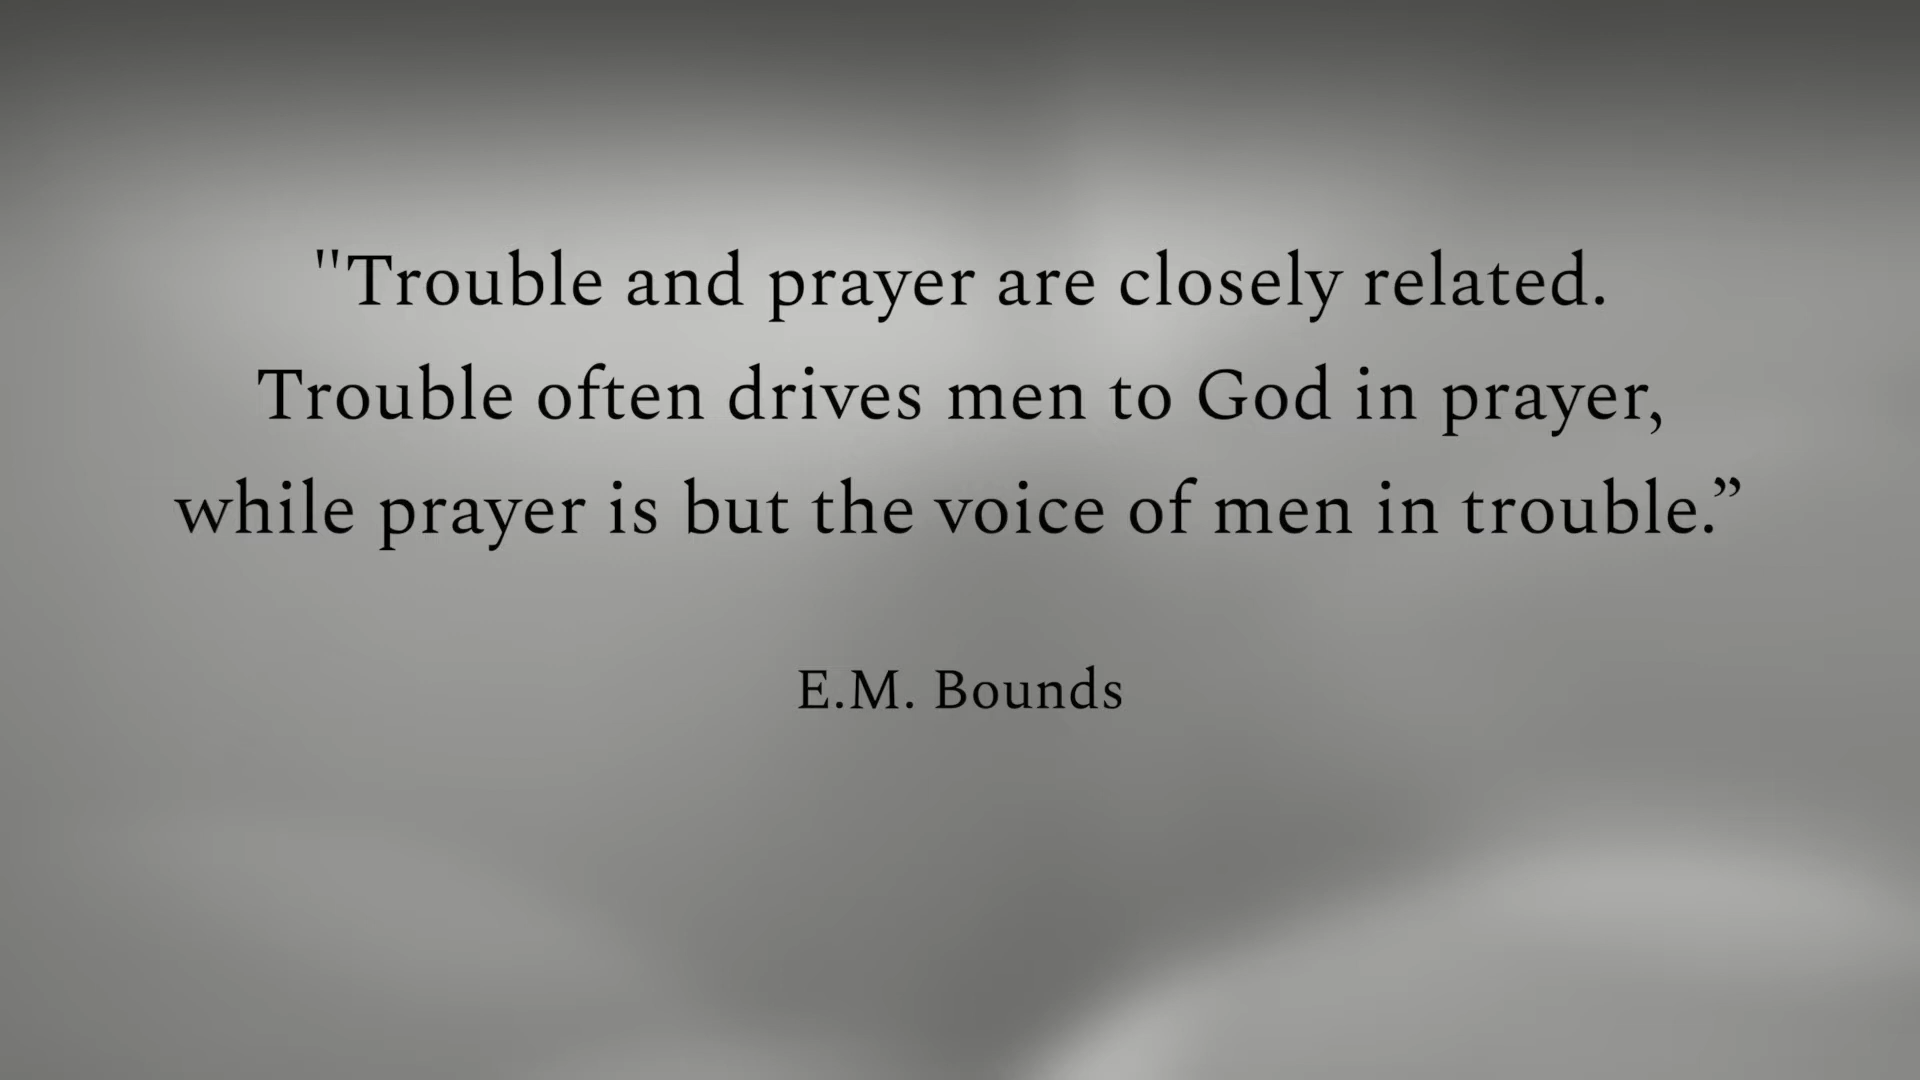 "Trouble and prayer are closely related.
Trouble often drives men to God in prayer,
while prayer is but the voice of men in trouble.”
E.M. Bounds